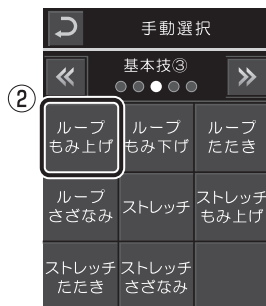 手動選択
基本技③
②
ループ
もみ上げ
ループ
もみ下げ
ループ
たたき
ループ
さざなみ
ストレッチ
ストレッチ
もみ上げ
ストレッチ
たたき
ストレッチ
さざなみ